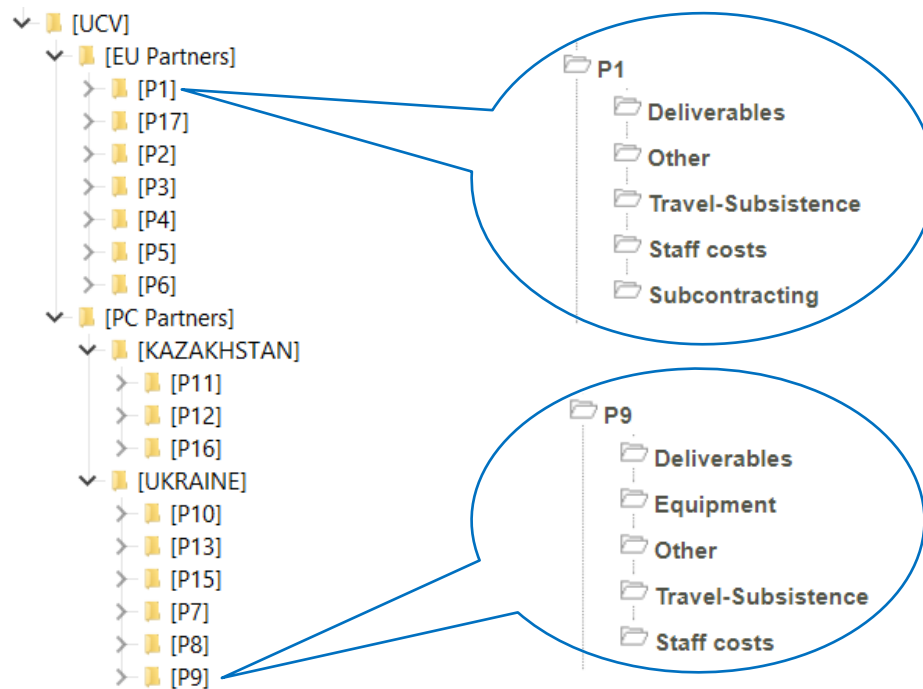 [UCV]
[EU Partners]
[P1]
[P17]
[P2]
[P3]
[P4]
[P5]
[P6]
[PC Partners]
[KAZAKHSTAN]
[P11]
[P12]
[P16]
[UKRAINE]
[P10]
[P13]
[P15]
[P7]
[P8]
[P9]
P1
Deliverables
Other
Travel-Subsistence
Staff costs
Subcontracting
P9
Deliverables
Equipment
Other
Travel-Subsistence
Staff costs